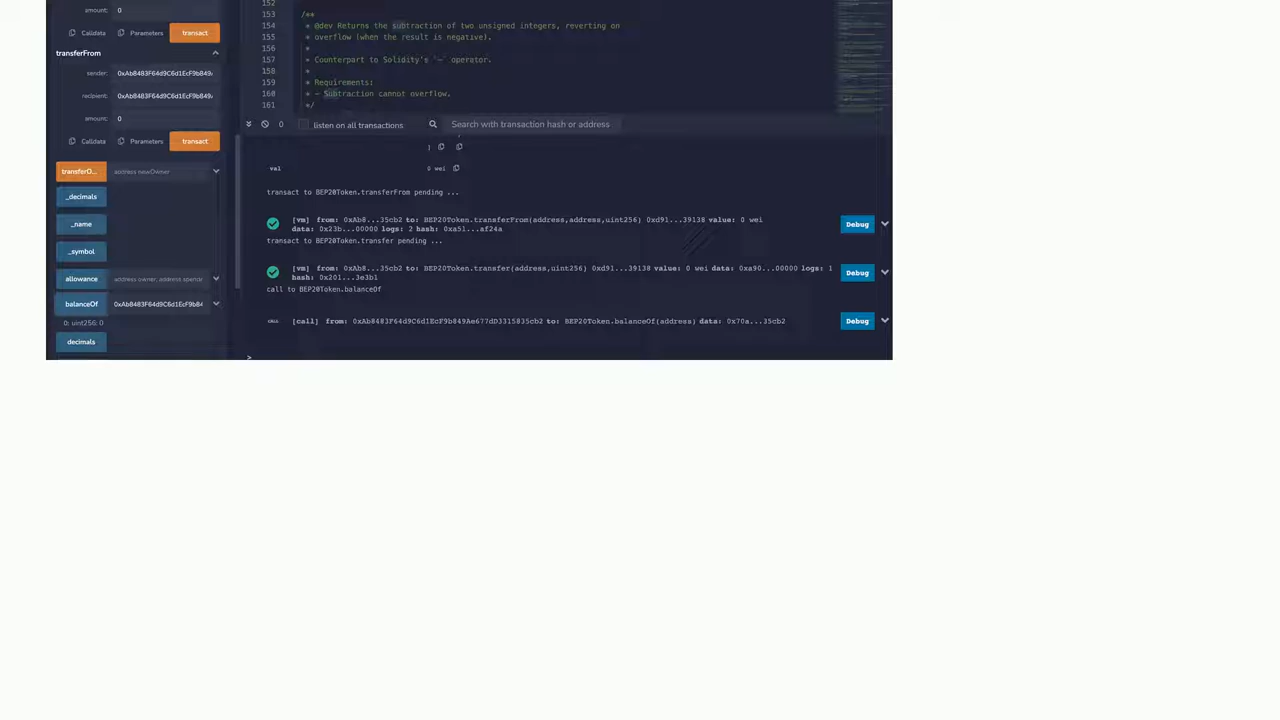 amount: 0
Calldata Parameters transact
transferFrom
sender: 0xAb8483F64d9C6d1EcF9b849
recipient: 0xAb8483F64d9C6d1EcF9b849
amount: 0
Calldata Parameters transact
transferO... address newOwner
_decimals
_name
_symbol
allowance address owner, address spende
balanceOf 0xAb8483F64d9C6d1EcF9b84
0: uint256: 0
decimals
152
153 /**
154 * @dev Returns the subtraction of two unsigned integers, reverting on
155 * overflow (when the result is negative).
156 *
157 * Counterpart to Solidity's `-` operator.
158 *
159 * Requirements:
160 * - Subtraction cannot overflow.
161 */
0 listen on all transactions Search with transaction hash or address
}
val 0 wei
transact to BEP20Token.transferFrom pending ...
[vm] from: 0xAb8...35cb2 to: BEP20Token.transferFrom(address,address,uint256) 0xd91...39138 value: 0 wei
data: 0x23b...00000 logs: 2 hash: 0xa51...af24a
Debug
transact to BEP20Token.transfer pending ...
[vm] from: 0xAb8...35cb2 to: BEP20Token.transfer(address,uint256) 0xd91...39138 value: 0 wei data: 0xa90...00000 logs: 1
hash: 0x201...3e3b1
Debug
call to BEP20Token.balanceOf
CALL [call] from: 0xAb8483F64d9C6d1EcF9b849Ae677dD3315835cb2 to: BEP20Token.balanceOf(address) data: 0x70a...35cb2
Debug
>